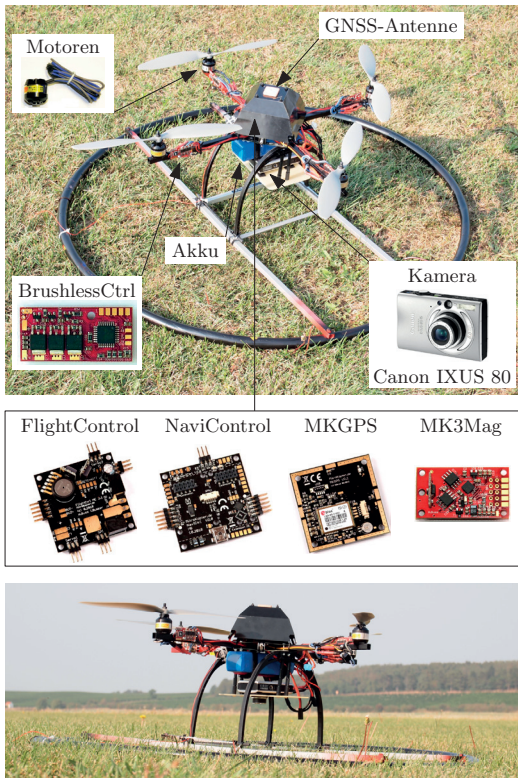 GNSS-Antenne
Motoren
Akku
BrushlessCtrl
Kamera
Canon IXUS 80
FlightControl
NaviControl
MKGPS
MK3Mag